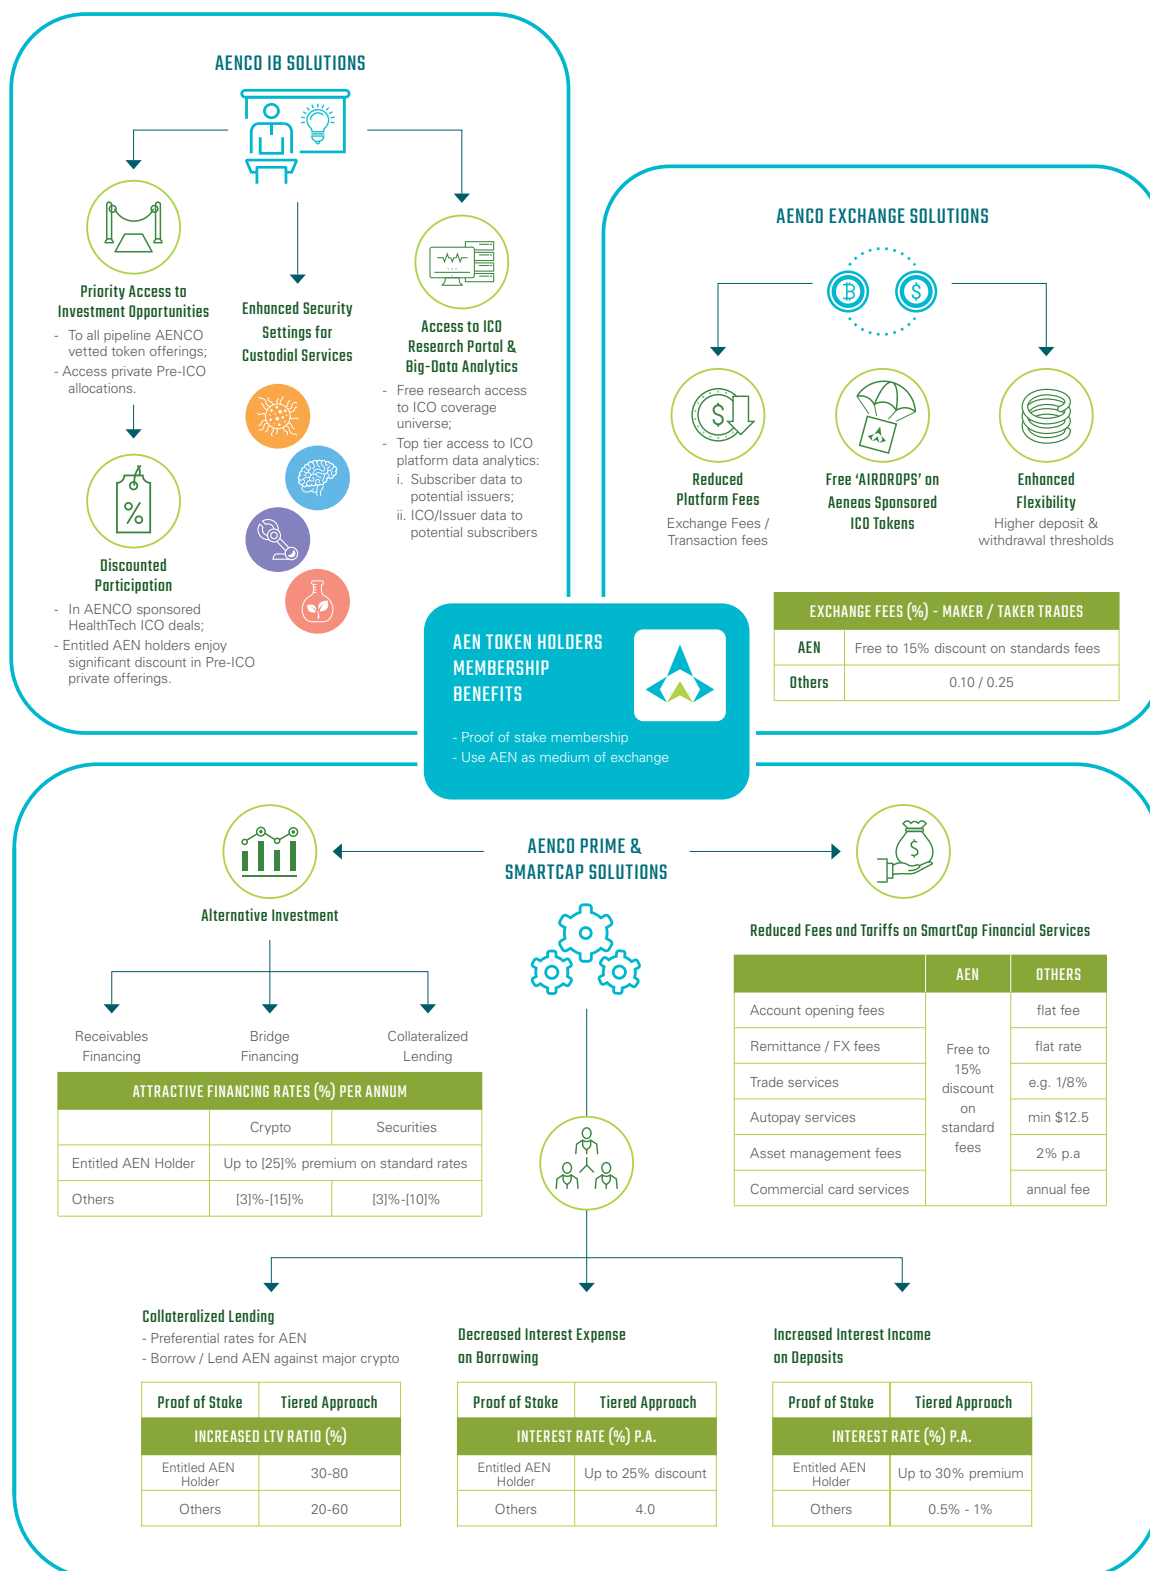 AENCO IB SOLUTIONS
Priority Access to
Investment Opportunities
- To all pipeline AENCO
vetted token offerings;
- Access private Pre-ICO
allocations.
%
Discounted
Participation
- In AENCO sponsored
HealthTech ICO deals;
- Entitled AEN holders enjoy
significant discount in Pre-ICO
private offerings.
Enhanced Security
Settings for
Custodial Services
Access to ICO
Research Portal &
Big-Data Analytics
- Free research access
to ICO coverage
universe;
- Top tier access to ICO
platform data analytics:
i. Subscriber data to
potential issuers;
ii. ICO/Issuer data to
potential subscribers
AENCO EXCHANGE SOLUTIONS
B $
$
Reduced
Platform Fees
Exchange Fees /
Transaction fees
Free ‘AIRDROPS’ on
Aeneas Sponsored
ICO Tokens
Enhanced
Flexibility
Higher deposit &
withdrawal thresholds
EXCHANGE FEES (%) - MAKER / TAKER TRADES
AEN Free to 15% discount on standards fees
Others 0.10 / 0.25
AEN TOKEN HOLDERS
MEMBERSHIP
BENEFITS
- Proof of stake membership
- Use AEN as medium of exchange
AENCO PRIME &
SMARTCAP SOLUTIONS
Alternative Investment
Receivables
Financing
Bridge
Financing
Collateralized
Lending
ATTRACTIVE FINANCING RATES (%) PER ANNUM
Crypto Securities
Entitled AEN Holder Up to [25]% premium on standard rates
Others [3]%-[15]% [3]%-[10]%
$
Reduced Fees and Tariffs on SmartCap Financial Services
AEN OTHERS
Account opening fees flat fee
Remittance / FX fees flat rate
Trade services e.g. 1/8%
Autopay services min $12.5
Asset management fees 2% p.a
Commercial card services annual fee
Free to
15%
discount
on
standard
fees
Collateralized Lending
- Preferential rates for AEN
- Borrow / Lend AEN against major crypto
Proof of Stake Tiered Approach
INCREASED LTV RATIO (%)
Entitled AEN
Holder 30-80
Others 20-60
Decreased Interest Expense
on Borrowing
Proof of Stake Tiered Approach
INTEREST RATE (%) P.A.
Entitled AEN
Holder Up to 25% discount
Others 4.0
Increased Interest Income
on Deposits
Proof of Stake Tiered Approach
INTEREST RATE (%) P.A.
Entitled AEN
Holder Up to 30% premium
Others 0.5% - 1%